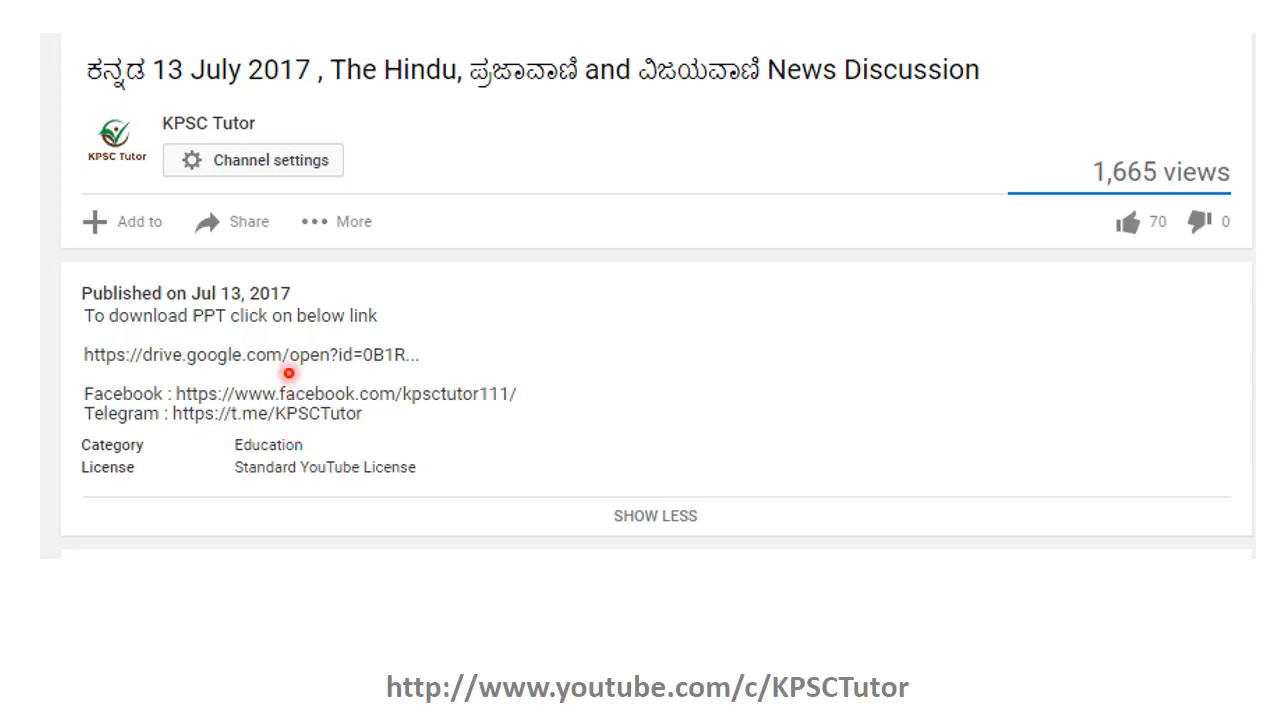 ಕನ್ನಡ 13 July 2017 , The Hindu, ಪ್ರಜಾವಾಣಿ and ವಿಜಯವಾಣಿ News Discussion
KPSC Tutor
KPSC Tutor
Channel settings
1,665 views
Add to Share More 70 0
Published on Jul 13, 2017
To download PPT click on below link
https://drive.google.com/open?id=0B1R...
Facebook : https://www.facebook.com/kpsctutor111/
Telegram : https://t.me/KPSCTutor
Category Education
License Standard YouTube License
SHOW LESS
http://www.youtube.com/c/KPSCTutor